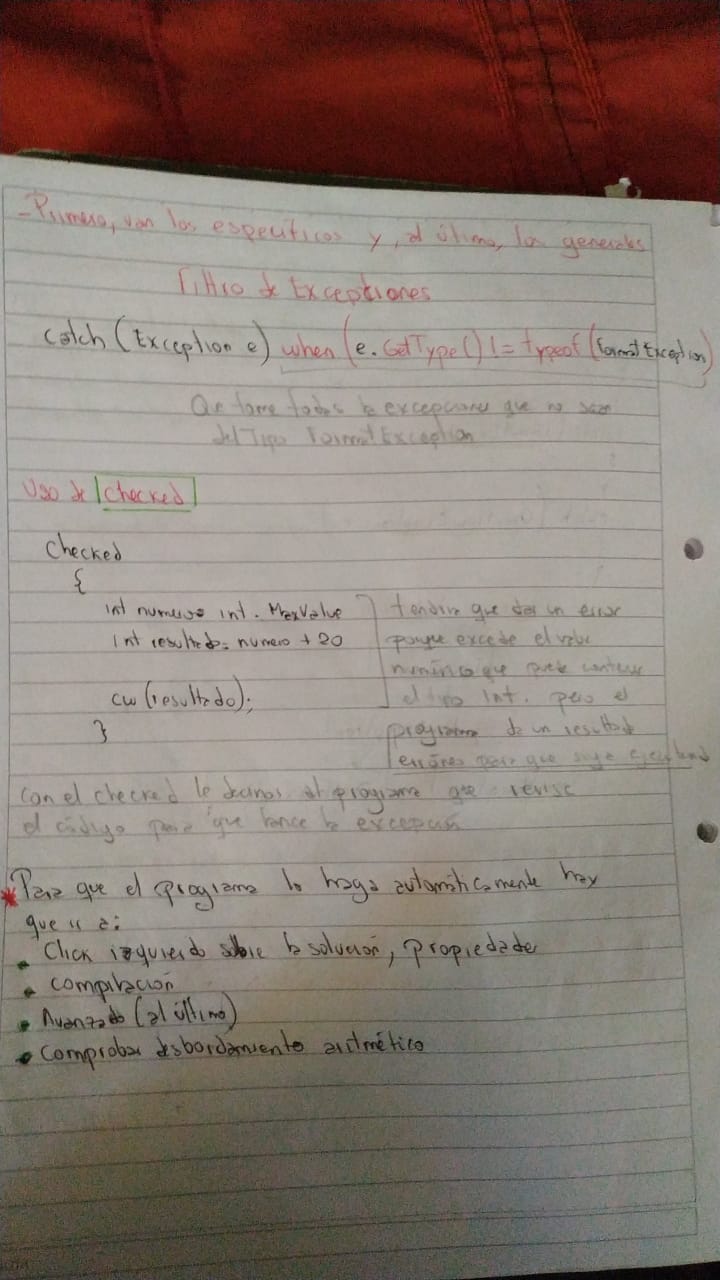 - Primero, van los específicos y, al último, los generales
Filtro de Exceptiones
catch (Exception e) when (e.GetType() != typeof (FormatException)
Que tome todas la excepciones que no sean
del Tipo FormatException
Uso de checked
checked
{
int numero int. MaxValue
int resultado = numero + 20
cw (resultado);
}
tendría que dar un error
porque excede el valor
numérico que puede contener
el tipo Int. pero el
programa da un resultado
erróneo para que siga
con el checked le decimos al programa que revise
el código para que lance la excepción
* Para que el programa lo haga automáticamente hay
que ir a:
• Click izquierdo sobre la solución, propiedades
• Compilación
• Avanzado (al último)
• Comprobar desbordamiento aritmético